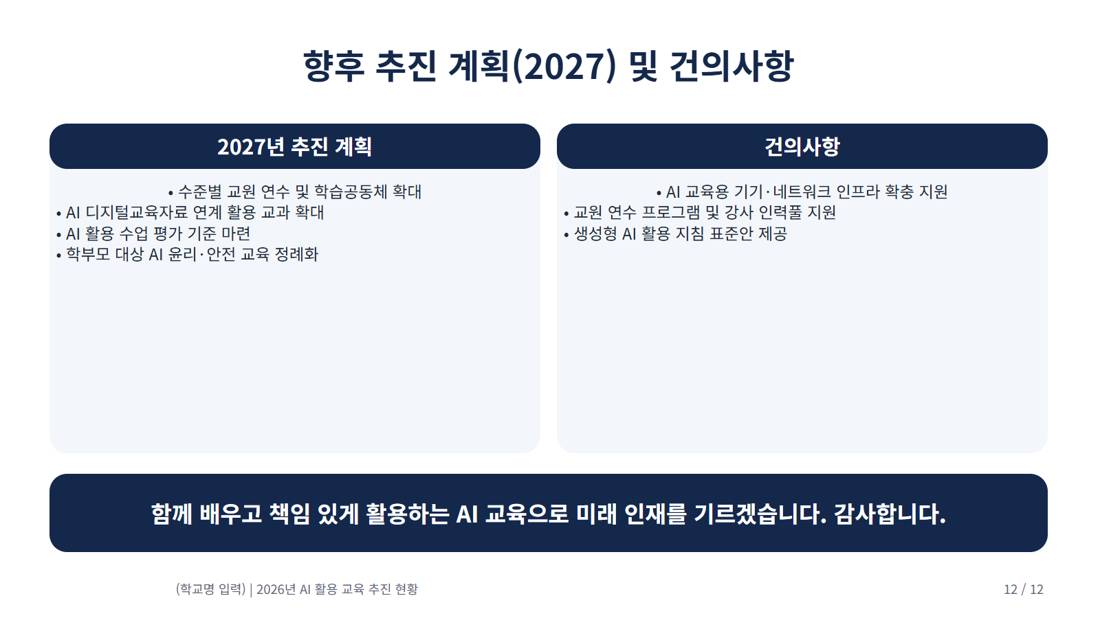 향후 추진 계획(2027) 및 건의사항
2027년 추진 계획
• 수준별 교원 연수 및 학습공동체 확대
• AI 디지털교육자료 연계 활용 교과 확대
• AI 활용 수업 평가 기준 마련
• 학부모 대상 AI 윤리·안전 교육 정례화
건의사항
• AI 교육용 기기·네트워크 인프라 확충 지원
• 교원 연수 프로그램 및 강사 인력풀 지원
• 생성형 AI 활용 지침 표준안 제공
함께 배우고 책임 있게 활용하는 AI 교육으로 미래 인재를 기르겠습니다. 감사합니다.
(학교명 입력) | 2026년 AI 활용 교육 추진 현황
12 / 12